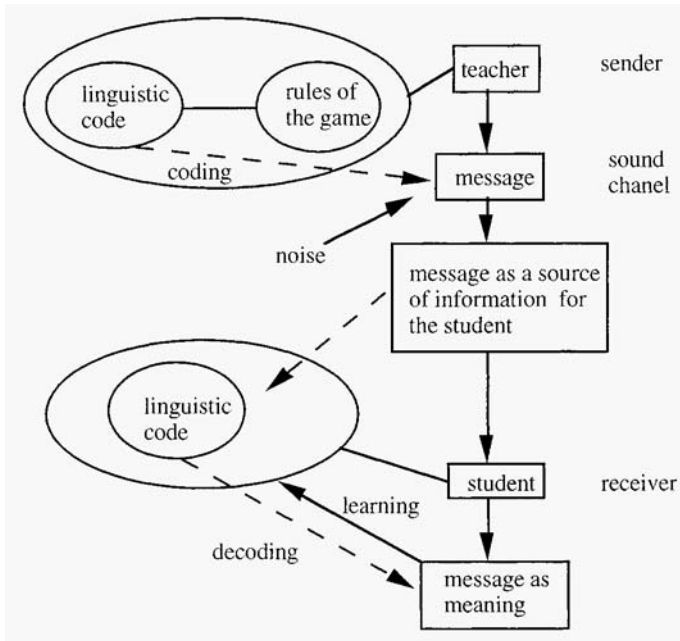 teacher
sender
linguistic
code
rules of
the game
coding
message
sound
chanel
noise
message as a source
of information for
the student
linguistic
code
student
receiver
learning
decoding
message as
meaning